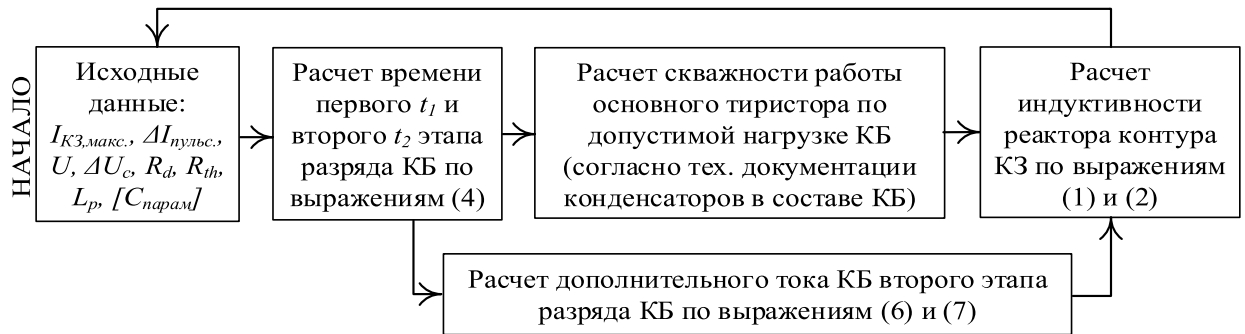 НАЧАЛО
Исходные
данные:
I_КЗ,макс., ΔI_пульс.,
U, ΔU_c, R_d, R_th,
L_p, [C_парам]
Расчет времени
первого t_1 и
второго t_2 этапа
разряда КБ по
выражениям (4)
Расчет скважности работы
основного тиристора по
допустимой нагрузке КБ
(согласно тех. документации
конденсаторов в составе КБ)
Расчет
индуктивности
реактора контура
КЗ по выражениям
(1) и (2)
Расчет дополнительного тока КБ второго этапа
разряда КБ по выражениям (6) и (7)